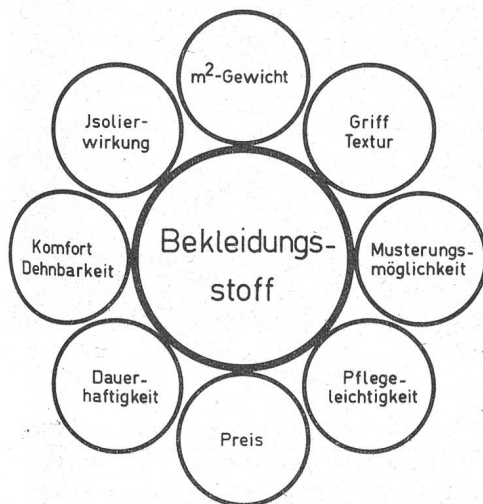 m²-Gewicht
Jsolier-
wirkung
Griff
Textur
Komfort
Dehnbarkeit
Bekleidungs-
stoff
Musterungs-
möglichkeit
Dauer-
haftigkeit
Pflege-
leichtigkeit
Preis